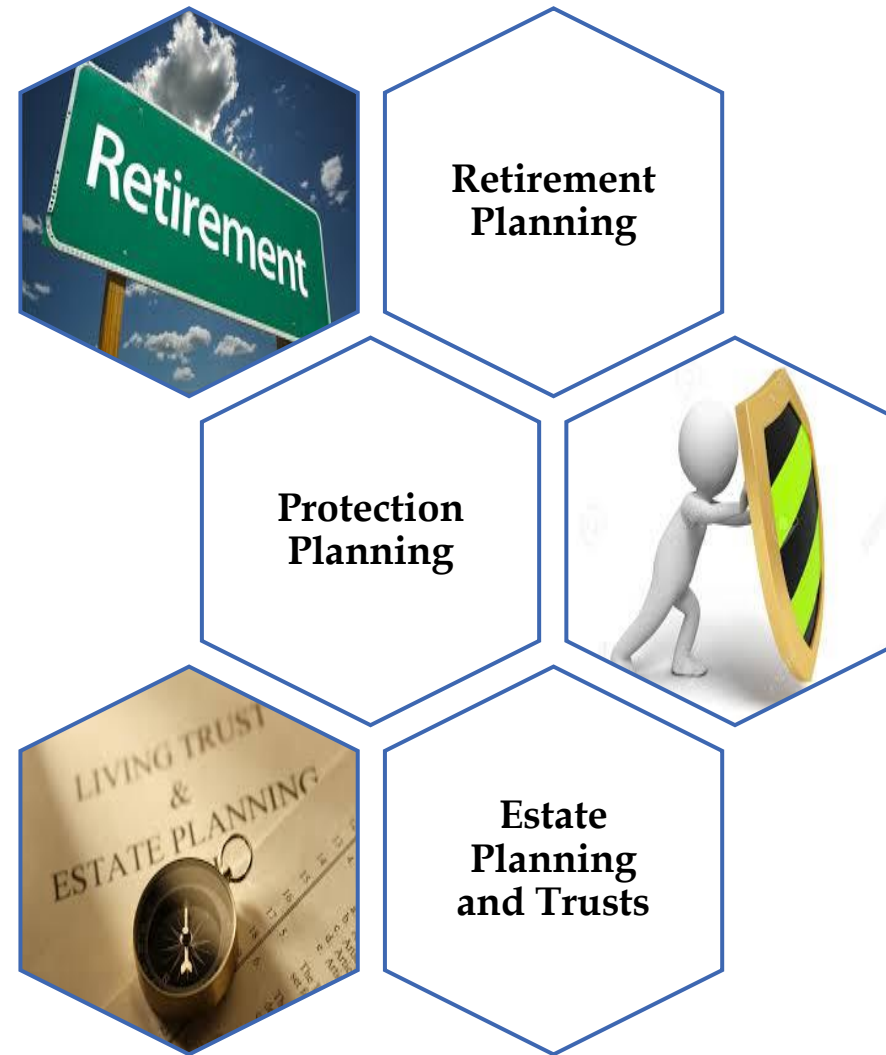 Retirement
Retirement
Planning
Protection
Planning
LIVING TRUST
&
ESTATE PLANNING
Estate
Planning
and Trusts